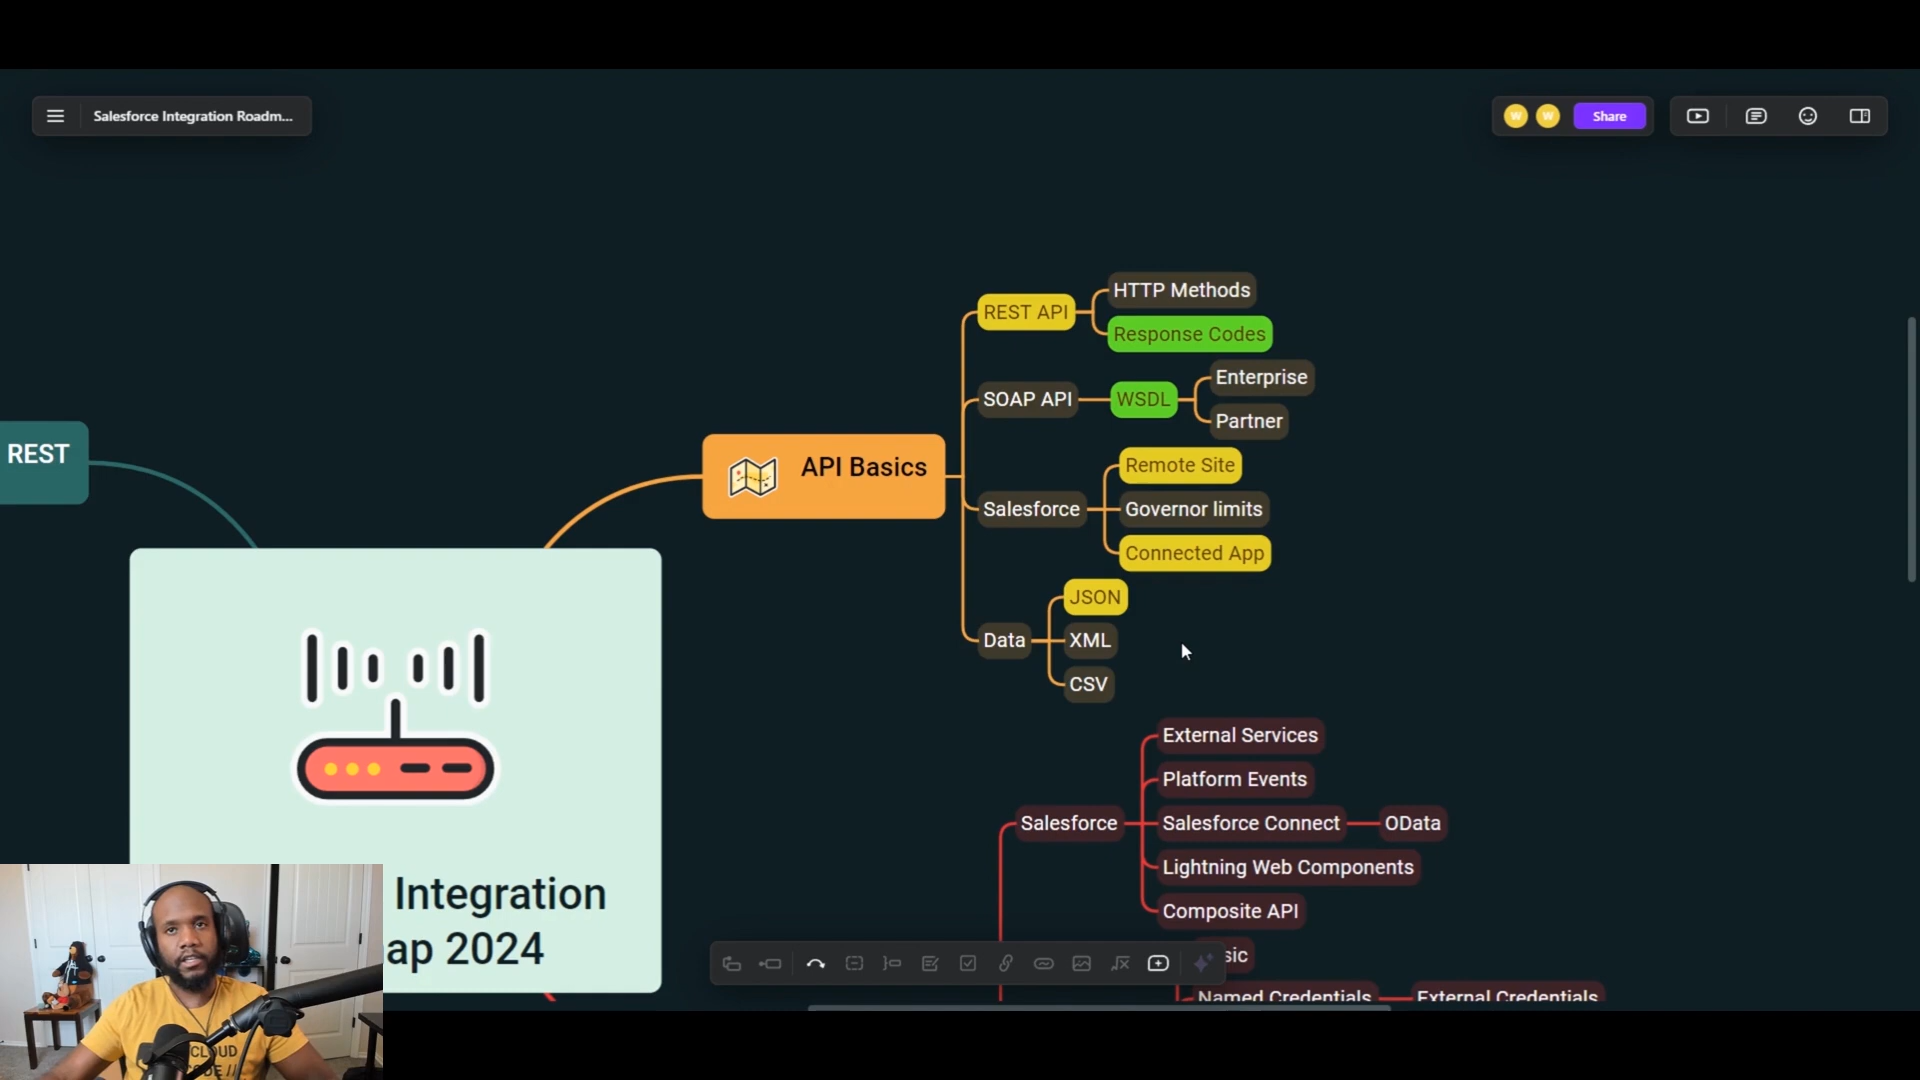 Salesforce Integration Roadm...
W W Share
REST
API Basics
REST API
HTTP Methods
Response Codes
SOAP API
WSDL
Enterprise
Partner
Salesforce
Remote Site
Governor limits
Connected App
Data
JSON
XML
CSV
Salesforce
External Services
Platform Events
Salesforce Connect
OData
Lightning Web Components
Composite API
sic
Named Credentials
External Credentials
Integration
ap 2024
CLOUD
CODE //